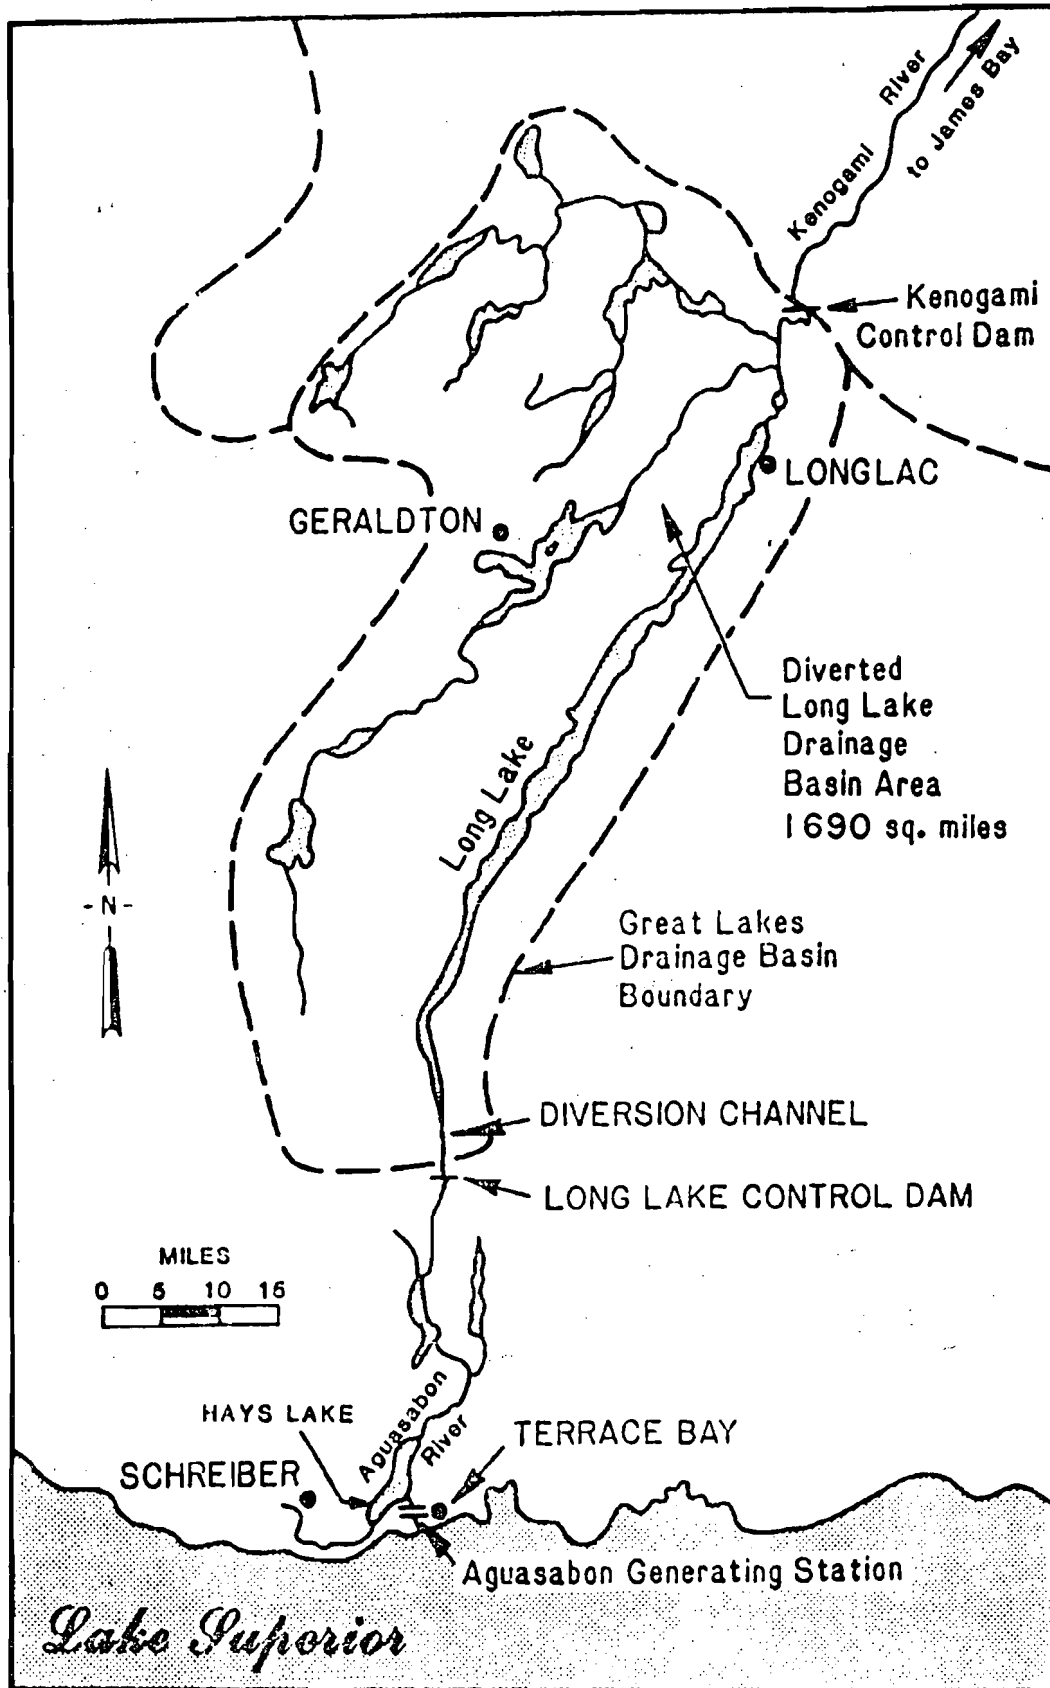 Kenogami River
to James Bay
Kenogami
Control Dam
LONGLAC
GERALDTON
Diverted
Long Lake
Drainage
Basin Area
1690 sq. miles
Long Lake
- N -
Great Lakes
Drainage Basin
Boundary
DIVERSION CHANNEL
LONG LAKE CONTROL DAM
MILES
0 5 10 15
Aguasabon River
HAYS LAKE
TERRACE BAY
SCHREIBER
Aguasabon Generating Station
Lake Superior